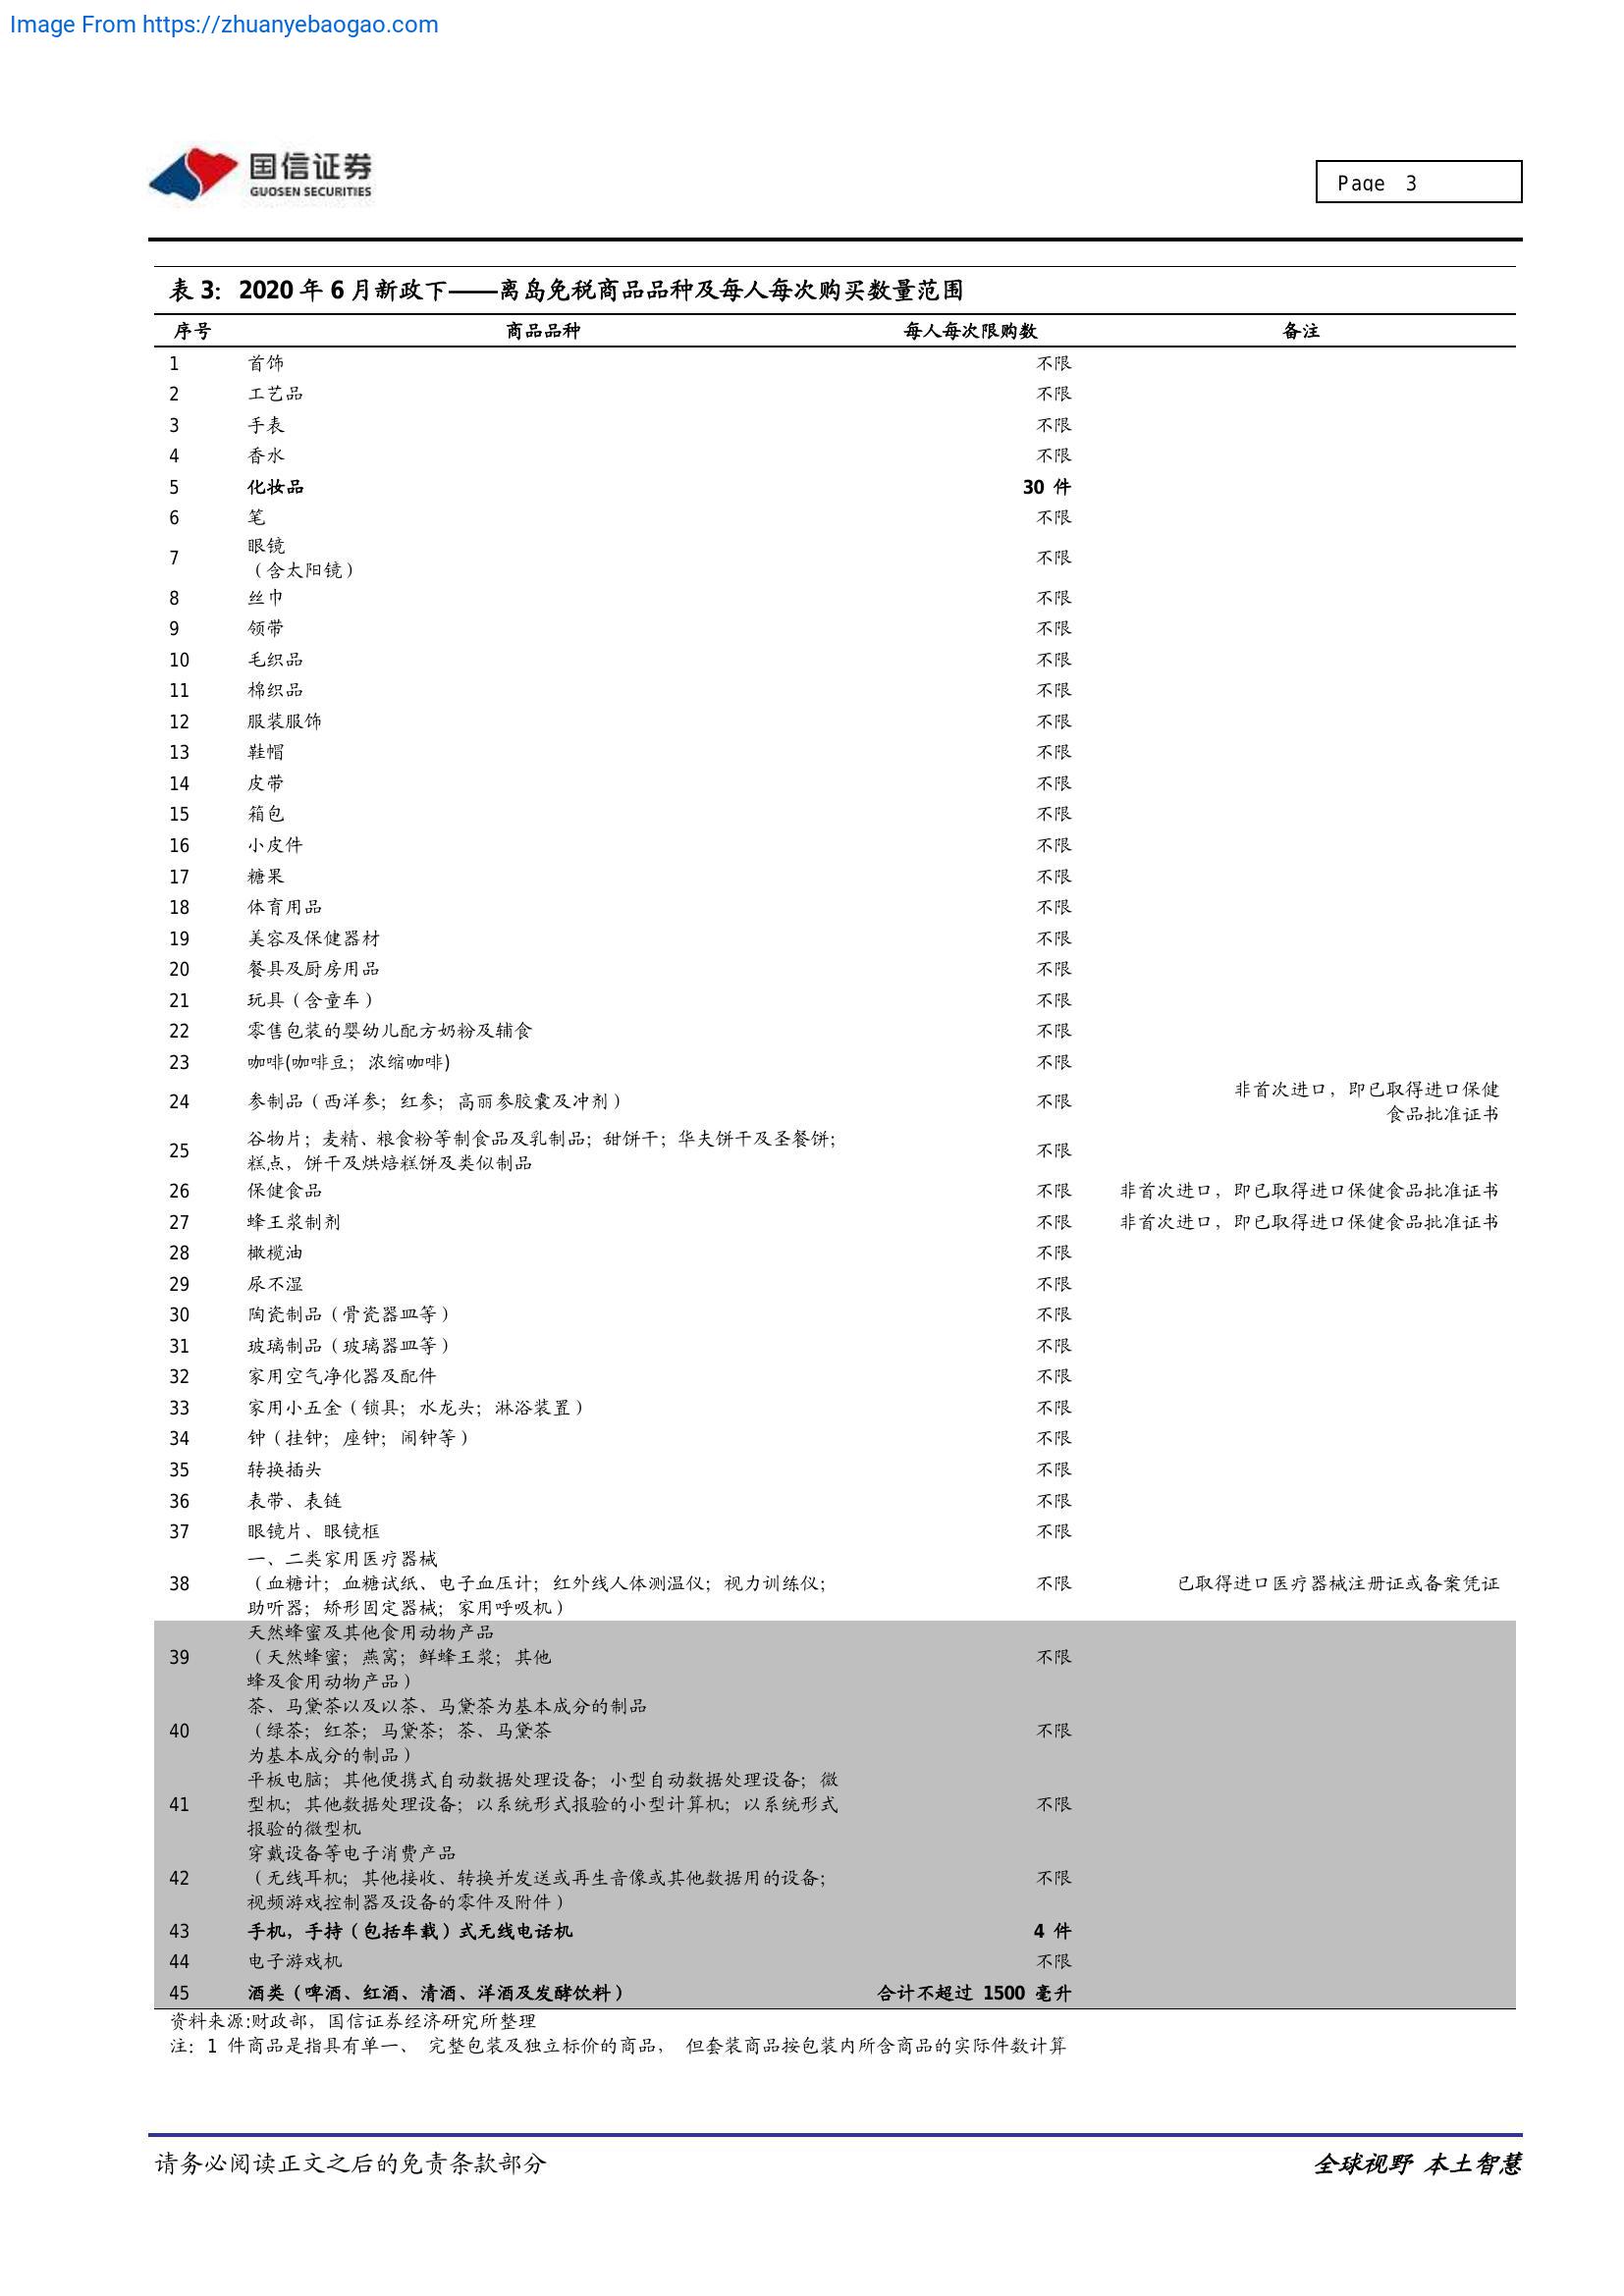 Image From https://zhuanyebaogao.com
国信证券
GUOSEN SECURITIES
Page 3
表 3：2020 年 6 月新政下——离岛免税商品品种及每人每次购买数量范围
序号 商品品种 每人每次限购数 备注
1 首饰 不限
2 工艺品 不限
3 手表 不限
4 香水 不限
5 化妆品 30 件
6 笔 不限
7 眼镜 不限
（含太阳镜）
8 丝巾 不限
9 领带 不限
10 毛织品 不限
11 棉织品 不限
12 服装服饰 不限
13 鞋帽 不限
14 皮带 不限
15 箱包 不限
16 小皮件 不限
17 糖果 不限
18 体育用品 不限
19 美容及保健器材 不限
20 餐具及厨房用品 不限
21 玩具（含童车） 不限
22 零售包装的婴幼儿配方奶粉及辅食 不限
23 咖啡(咖啡豆；浓缩咖啡) 不限
24 参制品（西洋参；红参；高丽参胶囊及冲剂） 不限 非首次进口，即已取得进口保健
食品批准证书
25 谷物片；麦精、粮食粉等制食品及乳制品；甜饼干；华夫饼干及圣餐饼； 不限
糕点，饼干及烘焙糕饼及类似制品
26 保健食品 不限 非首次进口，即已取得进口保健食品批准证书
27 蜂王浆制剂 不限 非首次进口，即已取得进口保健食品批准证书
28 橄榄油 不限
29 尿不湿 不限
30 陶瓷制品（骨瓷器皿等） 不限
31 玻璃制品（玻璃器皿等） 不限
32 家用空气净化器及配件 不限
33 家用小五金（锁具；水龙头；淋浴装置） 不限
34 钟（挂钟；座钟；闹钟等） 不限
35 转换插头 不限
36 表带、表链 不限
37 眼镜片、眼镜框 不限
一、二类家用医疗器械
38 （血糖计；血糖试纸、电子血压计；红外线人体测温仪；视力训练仪； 不限 已取得进口医疗器械注册证或备案凭证
助听器；矫形固定器械；家用呼吸机）
天然蜂蜜及其他食用动物产品
39 （天然蜂蜜；燕窝；鲜蜂王浆；其他 不限
蜂及食用动物产品）
茶、马黛茶以及以茶、马黛茶为基本成分的制品
40 （绿茶；红茶；马黛茶；茶、马黛茶 不限
为基本成分的制品）
平板电脑；其他便携式自动数据处理设备；小型自动数据处理设备；微
41 型机；其他数据处理设备；以系统形式报验的小型计算机；以系统形式 不限
报验的微型机
穿戴设备等电子消费产品
42 （无线耳机；其他接收、转换并发送或再生音像或其他数据用的设备； 不限
视频游戏控制器及设备的零件及附件）
43 手机，手持（包括车载）式无线电话机 4 件
44 电子游戏机 不限
45 酒类（啤酒、红酒、清酒、洋酒及发酵饮料） 合计不超过 1500 毫升
资料来源:财政部，国信证券经济研究所整理
注：1 件商品是指具有单一、 完整包装及独立标价的商品， 但套装商品按包装内所含商品的实际件数计算
请务必阅读正文之后的免责条款部分 全球视野 本土智慧